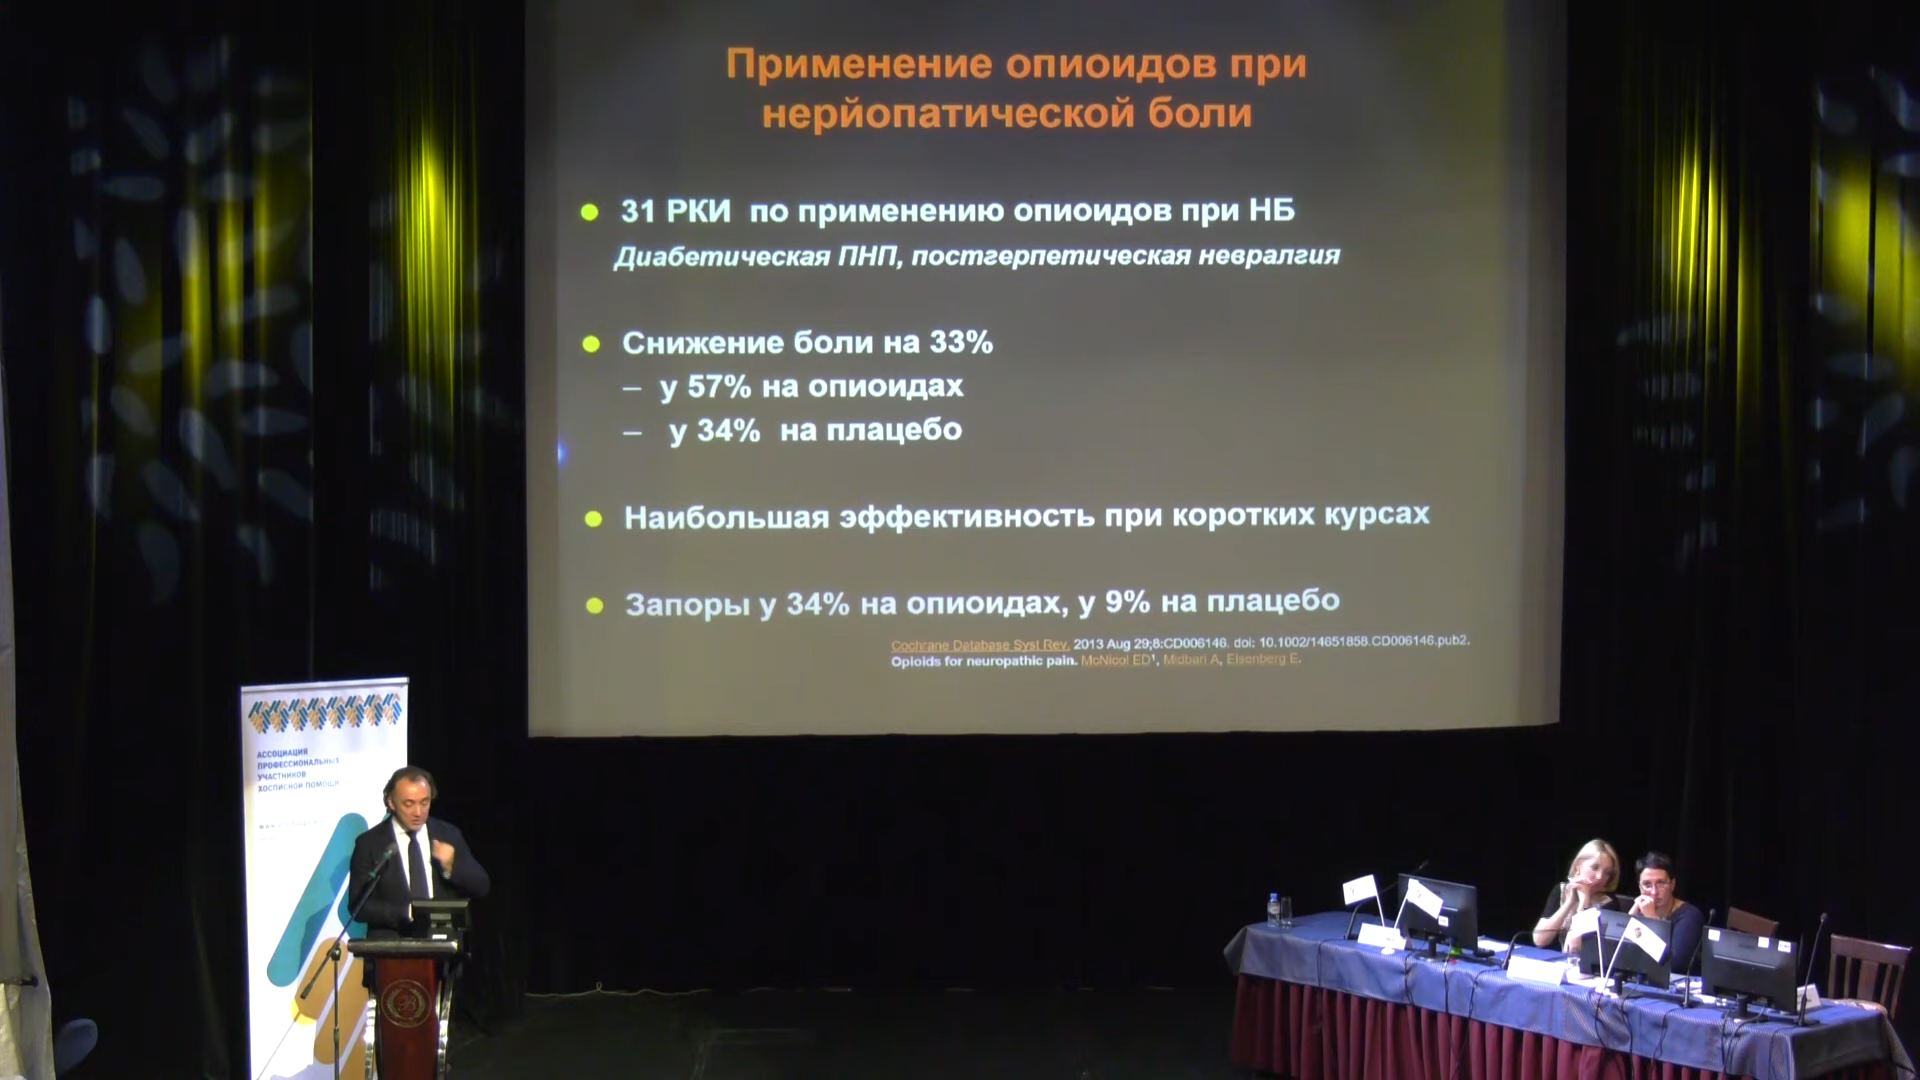 Применение опиоидов при
нерйопатической боли
31 РКИ по применению опиоидов при НБ
Диабетическая ПНП, постгерпетическая невралгия
Снижение боли на 33%
– у 57% на опиоидах
– у 34% на плацебо
Наибольшая эффективность при коротких курсах
Запоры у 34% на опиоидах, у 9% на плацебо
Cochrane Database Syst Rev. 2013 Aug 29;8:CD006146. doi: 10.1002/14651858.CD006146.pub2.
Opioids for neuropathic pain. McNicol ED¹, Midbari A, Eisenberg E.
АССОЦИАЦИЯ
ПРОФЕССИОНАЛЬНЫХ
УЧАСТНИКОВ
ХОСПИСНОЙ ПОМОЩИ